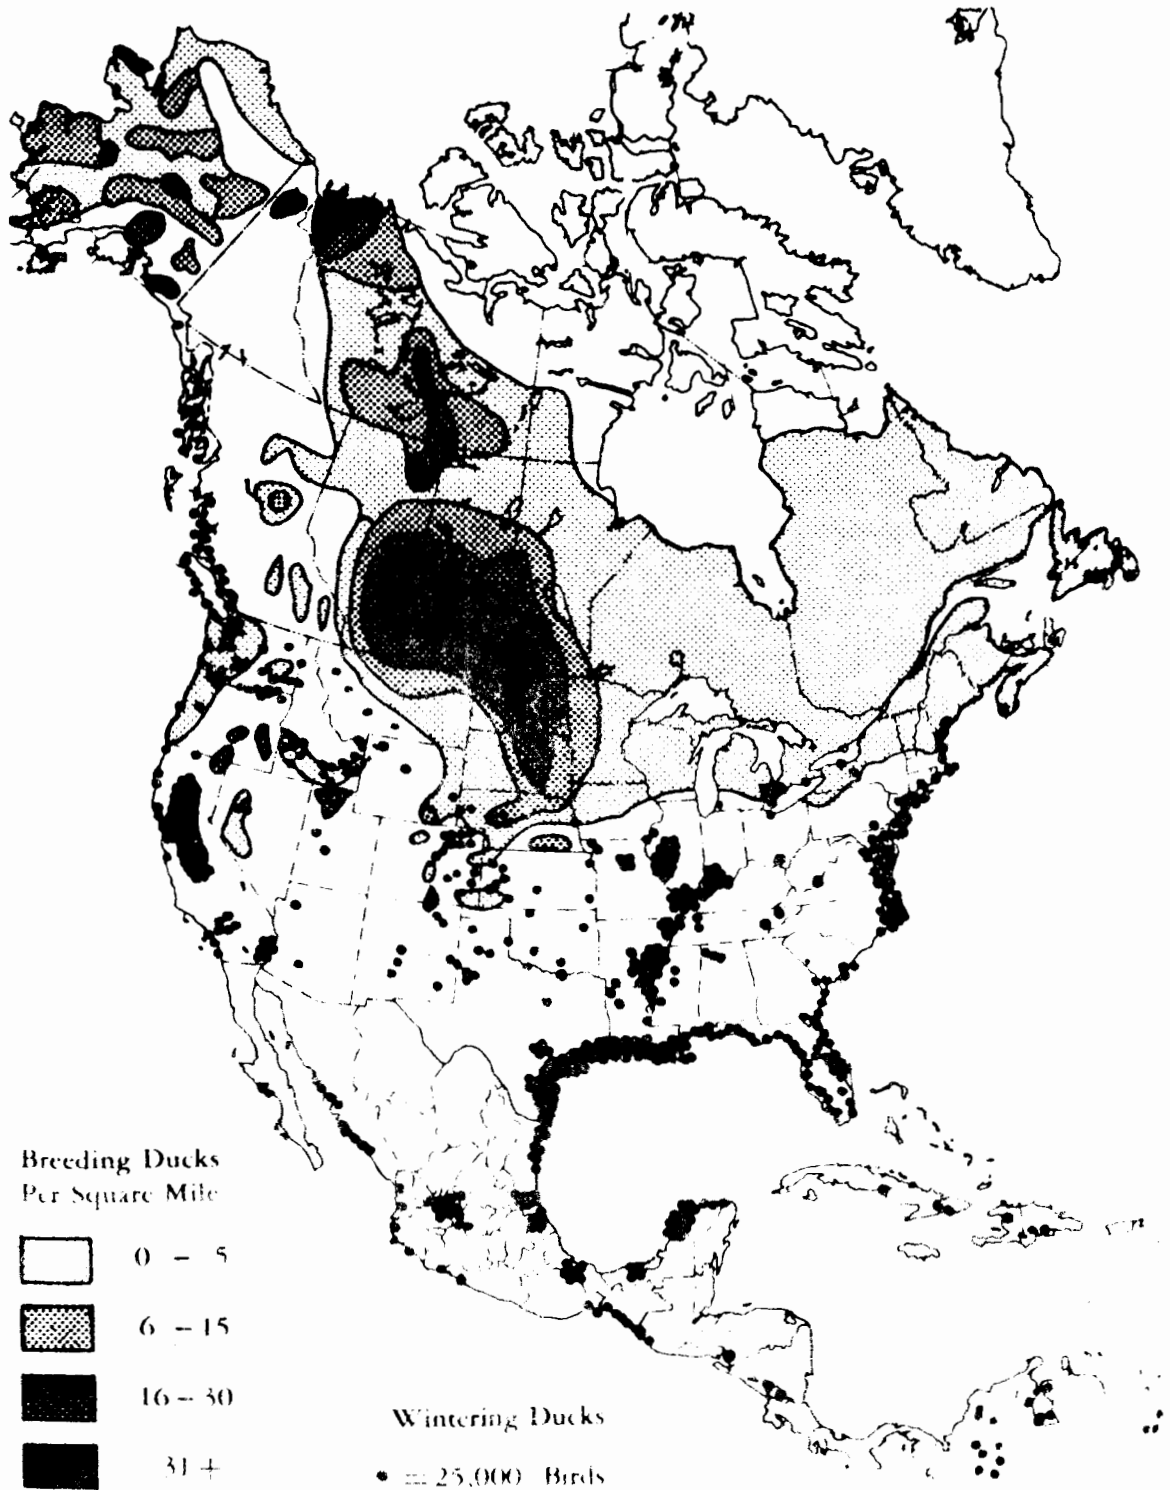 Breeding Ducks
Per Square Mile
0 – 5
6 – 15
16 – 30
31 +
Wintering Ducks
• = 25,000 Birds